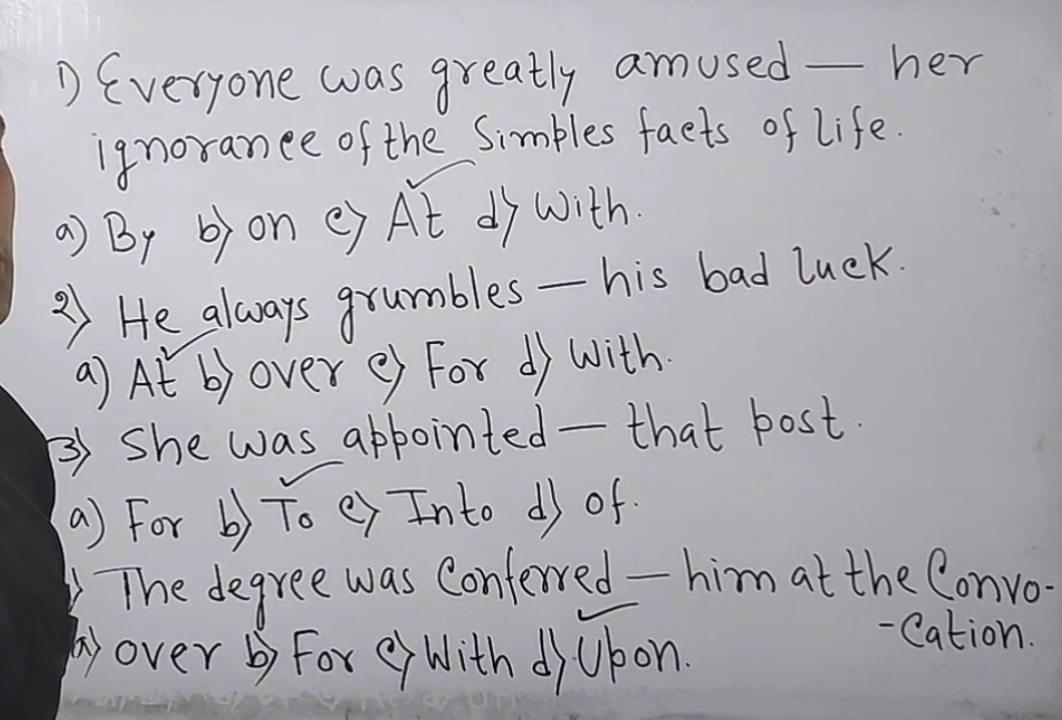 1) Everyone was greatly amused — her
ignorance of the Simples facts of life.
a) By b) on c) At d) with.
2) He always grumbles — his bad luck.
a) At b) over c) For d) with.
3) She was appointed — that post.
a) For b) To c) Into d) of.
) The degree was Conferred — him at the Convo-
-Cation.
a) over b) For c) With d) Upon.